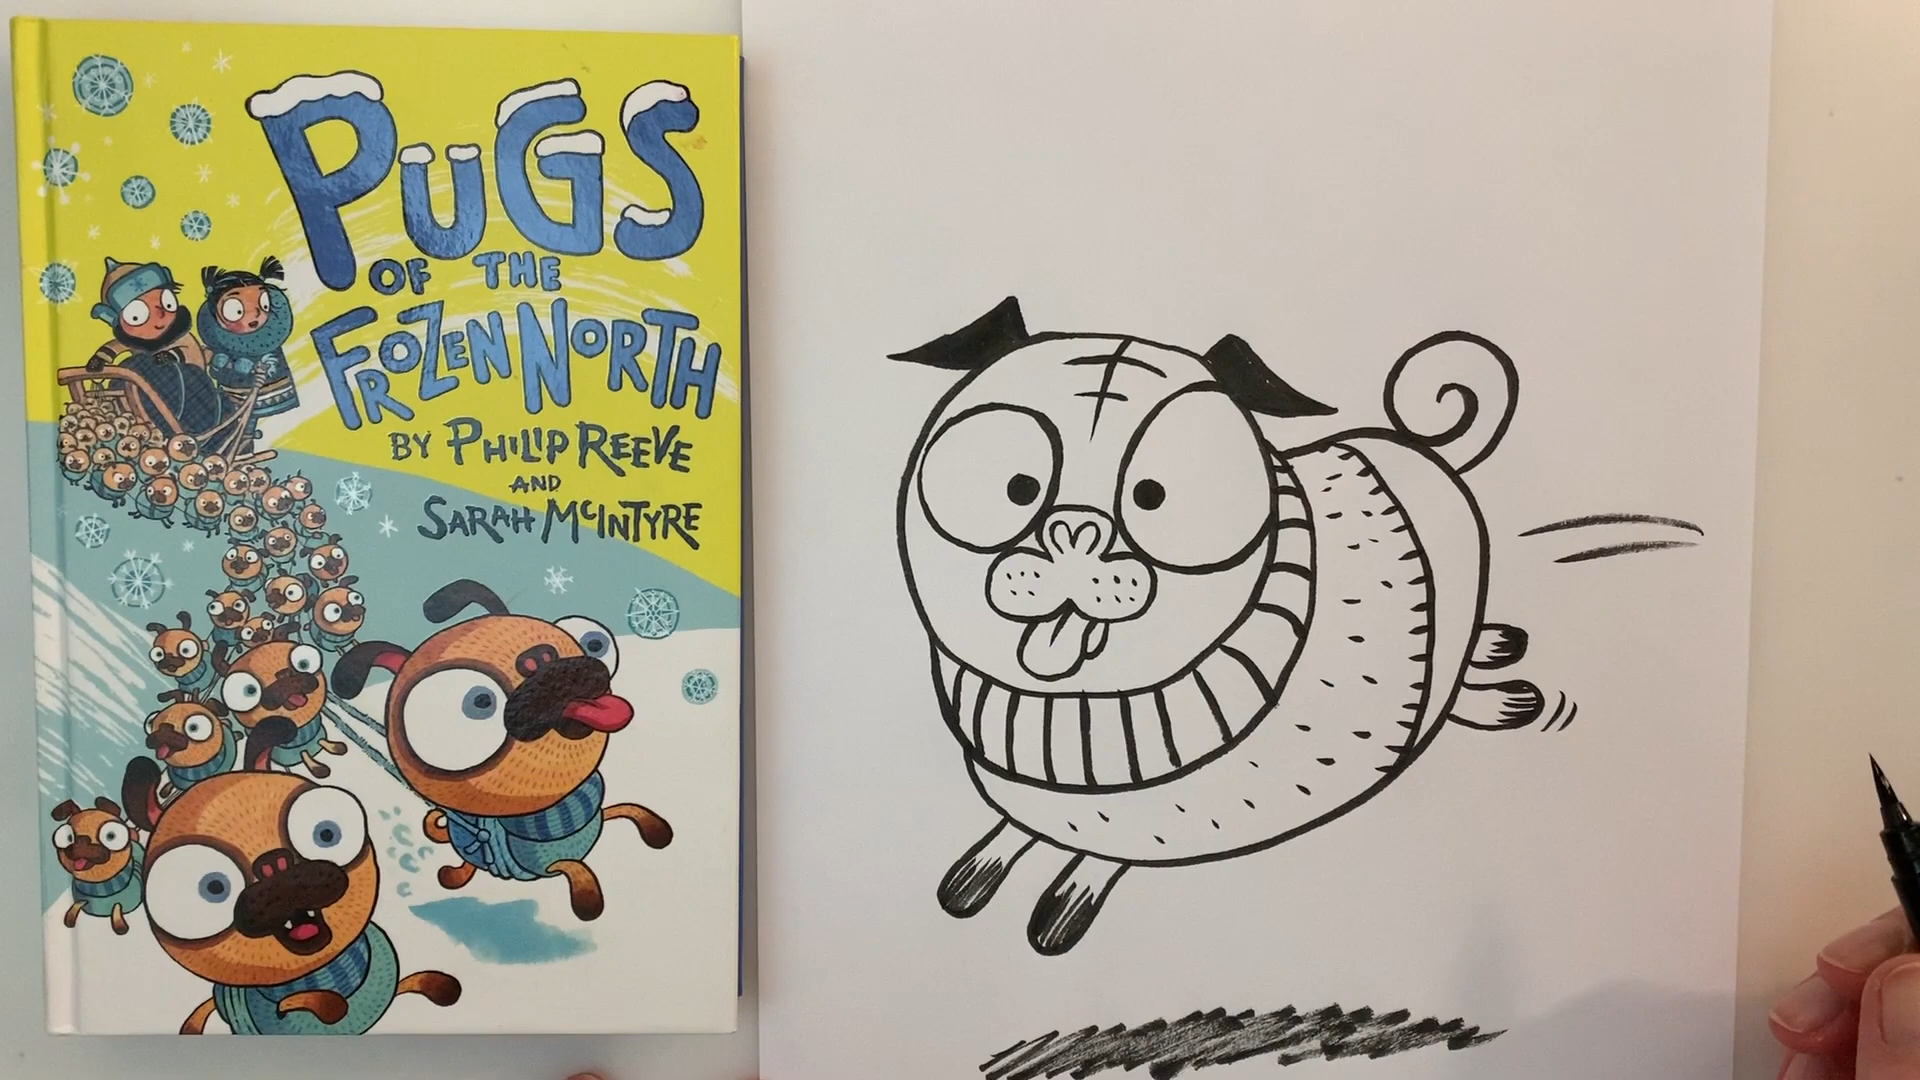 PUGS
OF THE
FROZEN NORTH
BY PHILIP REEVE
AND
SARAH McINTYRE